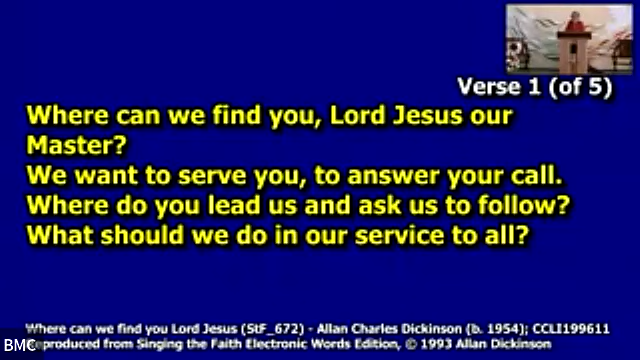 Verse 1 (of 5)
Where can we find you, Lord Jesus our
Master?
We want to serve you, to answer your call.
Where do you lead us and ask us to follow?
What should we do in our service to all?
Where can we find you Lord Jesus (StF_672) - Allan Charles Dickinson (b. 1954); CCLI199611
BMC
eproduced from Singing the Faith Electronic Words Edition, © 1993 Allan Dickinson